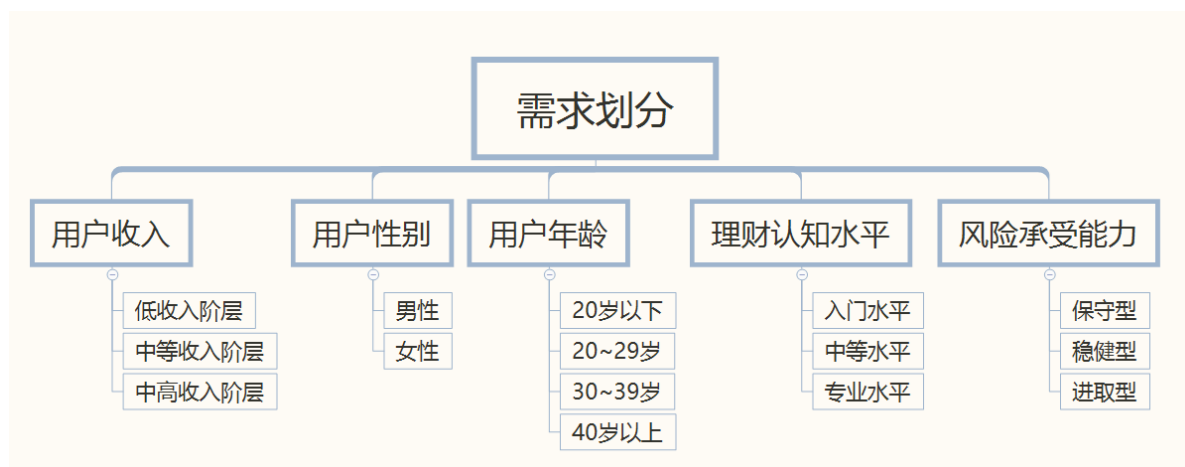 需求划分
用户收入
低收入阶层
中等收入阶层
中高收入阶层
用户性别
男性
女性
用户年龄
20岁以下
20~29岁
30~39岁
40岁以上
理财认知水平
入门水平
中等水平
专业水平
风险承受能力
保守型
稳健型
进取型